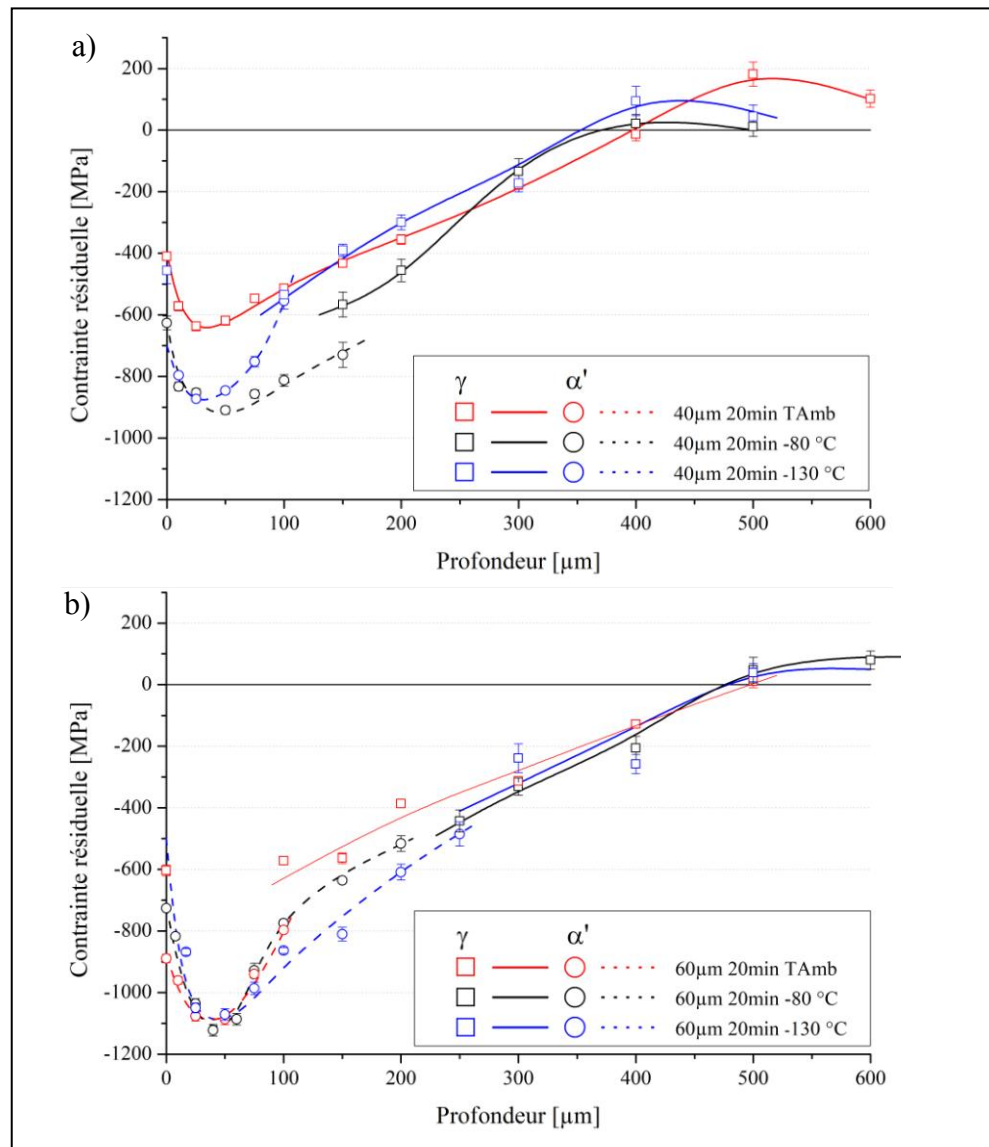 a)
200
0
-200
-400
-600
-800
-1000
-1200
Contrainte résiduelle [MPa]
γ α'
40µm 20min TAmb
40µm 20min -80 °C
40µm 20min -130 °C
0 100 200 300 400 500 600
Profondeur [µm]
b)
200
0
-200
-400
-600
-800
-1000
-1200
Contrainte résiduelle [MPa]
γ α'
60µm 20min TAmb
60µm 20min -80 °C
60µm 20min -130 °C
0 100 200 300 400 500 600
Profondeur [µm]